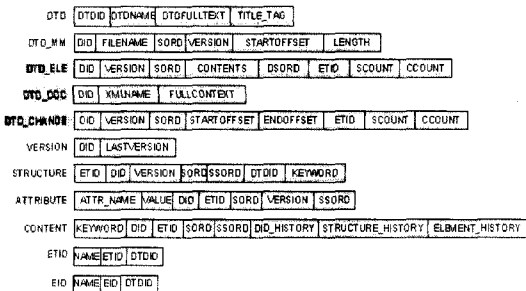 DTD DTDID DTDNAME DTDFULLTEXT TITLE_TAG
DTD_MM DID FILENAME SORD VERSION STARTOFFSET LENGTH
DTD_ELE DID VERSION SORD CONTENTS DSORD ETID SCOUNT CCOUNT
DTD_DOC DID XMLNAME FULLCONTEXT
DTD_CHANGE DID VERSION SORD STARTOFFSET ENDOFFSET ETID SCOUNT CCOUNT
VERSION DID LASTVERSION
STRUCTURE ETID DID VERSION SORD SSORD DTDID KEYWORD
ATTRIBUTE ATTR_NAME VALUE DID ETID SORD VERSION SSORD
CONTENT KEYWORD DID ETID SORD SSORD DID_HISTORY STRUCTURE_HISTORY ELEMENT_HISTORY
ETID NAME ETID DTDID
EID NAME EID DTDID